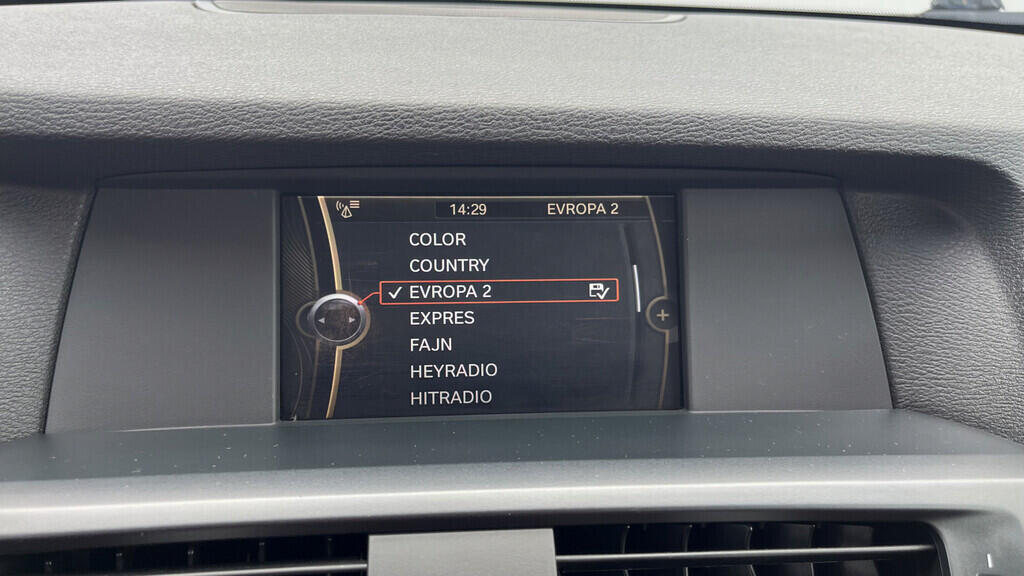 14:29 EVROPA 2
COLOR
COUNTRY
EVROPA 2
EXPRES
FAJN
HEYRADIO
HITRADIO